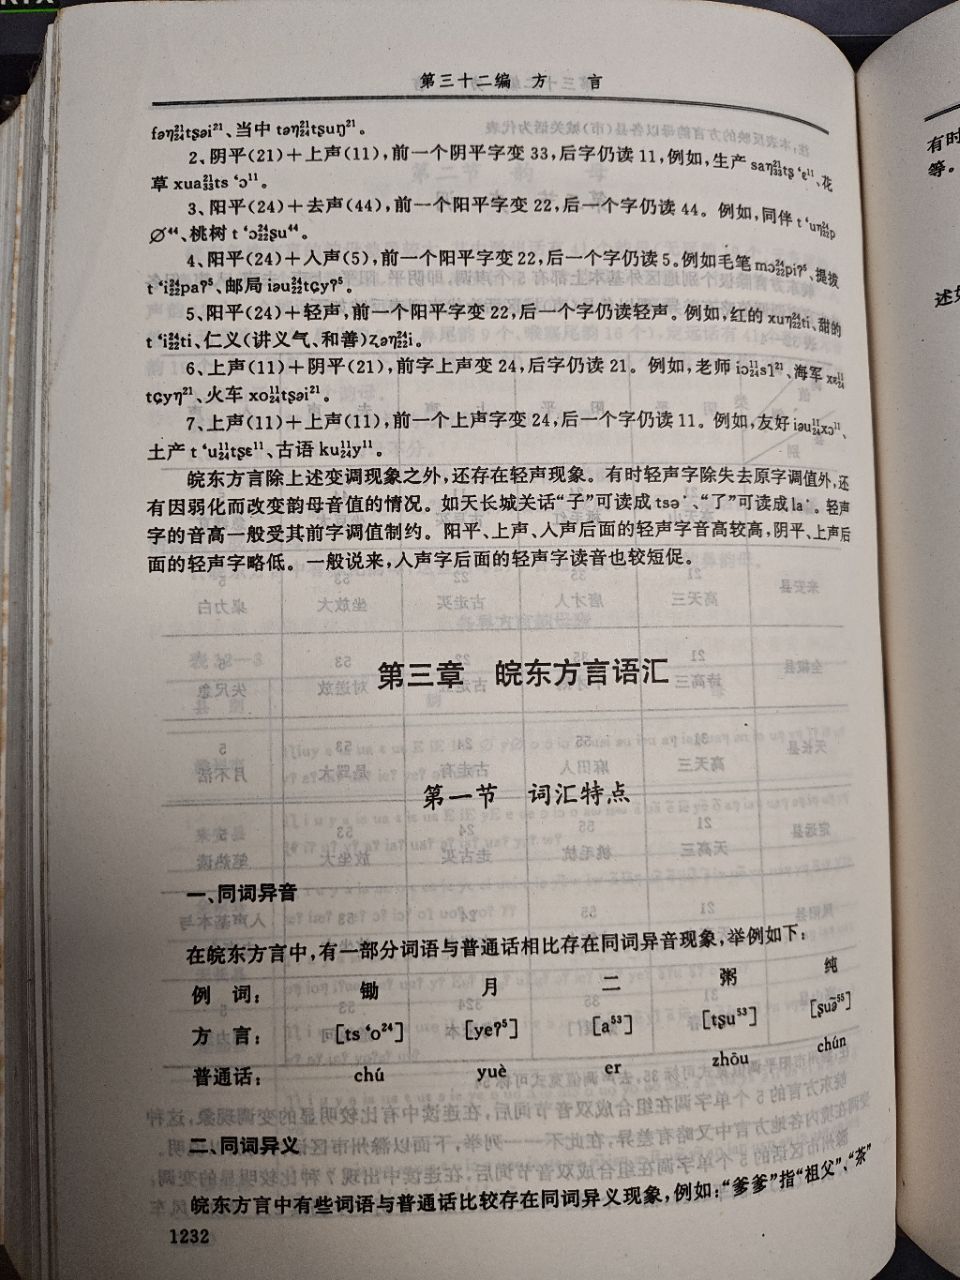 第三十二编 方 言
fəŋ²¹₂₄tʂəi²¹、当中 təŋ²¹₂₄tʂuŋ²¹。
2、阴平(21)+上声(11),前一个阴平字变 33,后字仍读 11,例如,生产 saŋ²¹₃₃tʂ‘ɛ¹¹、花
草 xua²¹₃₃ts‘ɔ¹¹。
3、阳平(24)+去声(44),前一个阳平字变 22,后一个字仍读 44。例如,同伴 t‘uŋ²⁴₂₂p
∅⁴⁴、桃树 t‘ɔ²⁴₂₂ʂu⁴⁴。
4、阳平(24)+入声(5),前一个阳平字变 22,后一个字仍读 5。例如毛笔 mɔ²⁴₂₂piʔ⁵、提拔
t‘i²⁴₂₂paʔ⁵、邮局 iəu²⁴₂₂tɕyʔ⁵。
5、阳平(24)+轻声,前一个阳平字变 22,后一个字仍读轻声。例如,红的 xuŋ²⁴₂₂ti、甜的
t‘i²⁴₂₂ti、仁义(讲义气、和善)ʐəŋ²⁴₂₂i。
6、上声(11)+阴平(21),前字上声变 24,后字仍读 21。例如,老师 iɔ¹¹₂₄sʅ²¹、海军 xɛ¹¹₂₄
tɕyŋ²¹、火车 xo¹¹₂₄tʂəi²¹。
7、上声(11)+上声(11),前一个上声字变 24,后一个字仍读 11。例如,友好 iəu¹¹₂₄xɔ¹¹、
土产 t‘u¹¹₂₄tʂɛ¹¹、古语 ku¹¹₂₄y¹¹。
皖东方言除上述变调现象之外,还存在轻声现象。有时轻声字除失去原字调值外,还
有因弱化而改变韵母音值的情况。如天长城关话“子”可读成 tsə˙、“了”可读成 la˙。轻声
字的音高一般受其前字调值制约。阳平、上声、入声后面的轻声字音高较高,阴平、上声后
面的轻声字略低。一般说来,入声字后面的轻声字读音也较短促。
第三章 皖东方言语汇
第一节 词汇特点
一、同词异音
在皖东方言中,有一部分词语与普通话相比存在同词异音现象,举例如下:
例 词: 锄 月 二 粥 纯
方 言: [ts‘o²⁴] [yeʔ⁵] [a⁵³] [tʂu⁵³] [ʂuə̃⁵⁵]
普通话: chú yuè er zhōu chún
二、同词异义
皖东方言中有些词语与普通话比较存在同词异义现象,例如:“爹爹”指“祖父”、“茶”
1232
有时
等。
述如